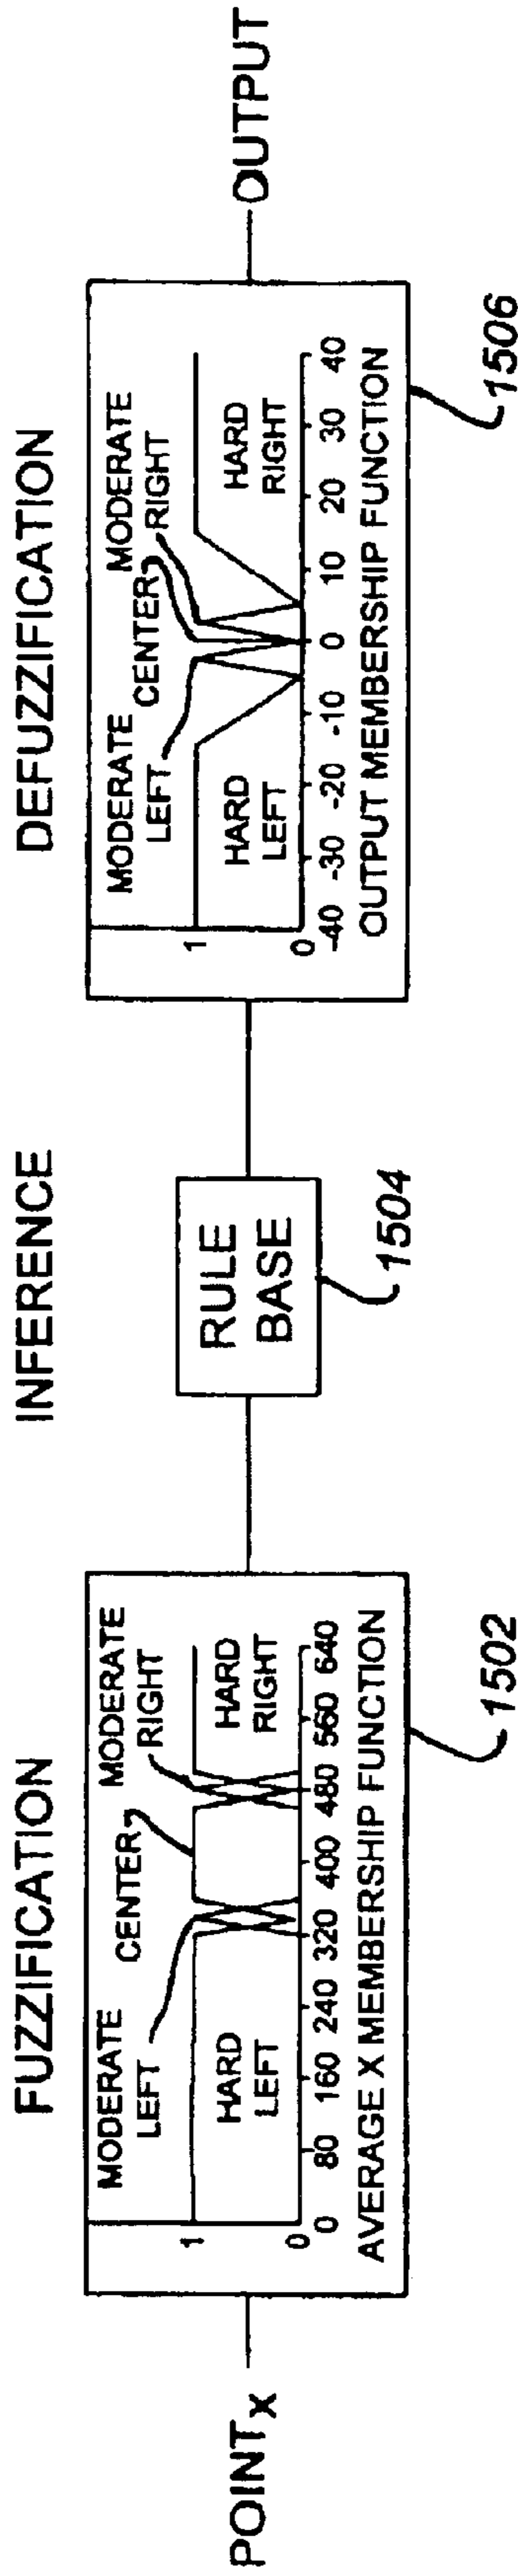 FUZZIFICATION
INFERENCE
DEFUZZIFICATION
POINTX
MODERATE
LEFT
CENTER
MODERATE
RIGHT
1
HARD
LEFT
HARD
RIGHT
0
0 80 160 240 320 400 480 560 640
AVERAGE X MEMBERSHIP FUNCTION
1502
RULE
BASE
1504
MODERATE
LEFT
CENTER
MODERATE
RIGHT
1
HARD
LEFT
HARD
RIGHT
0
-40 -30 -20 -10 0 10 20 30 40
OUTPUT MEMBERSHIP FUNCTION
1506
OUTPUT